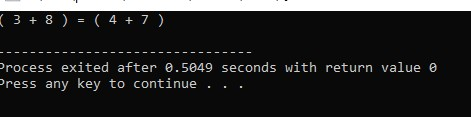 ( 3 + 8 ) = ( 4 + 7 )
--------------------------------
Process exited after 0.5049 seconds with return value 0
Press any key to continue . . .